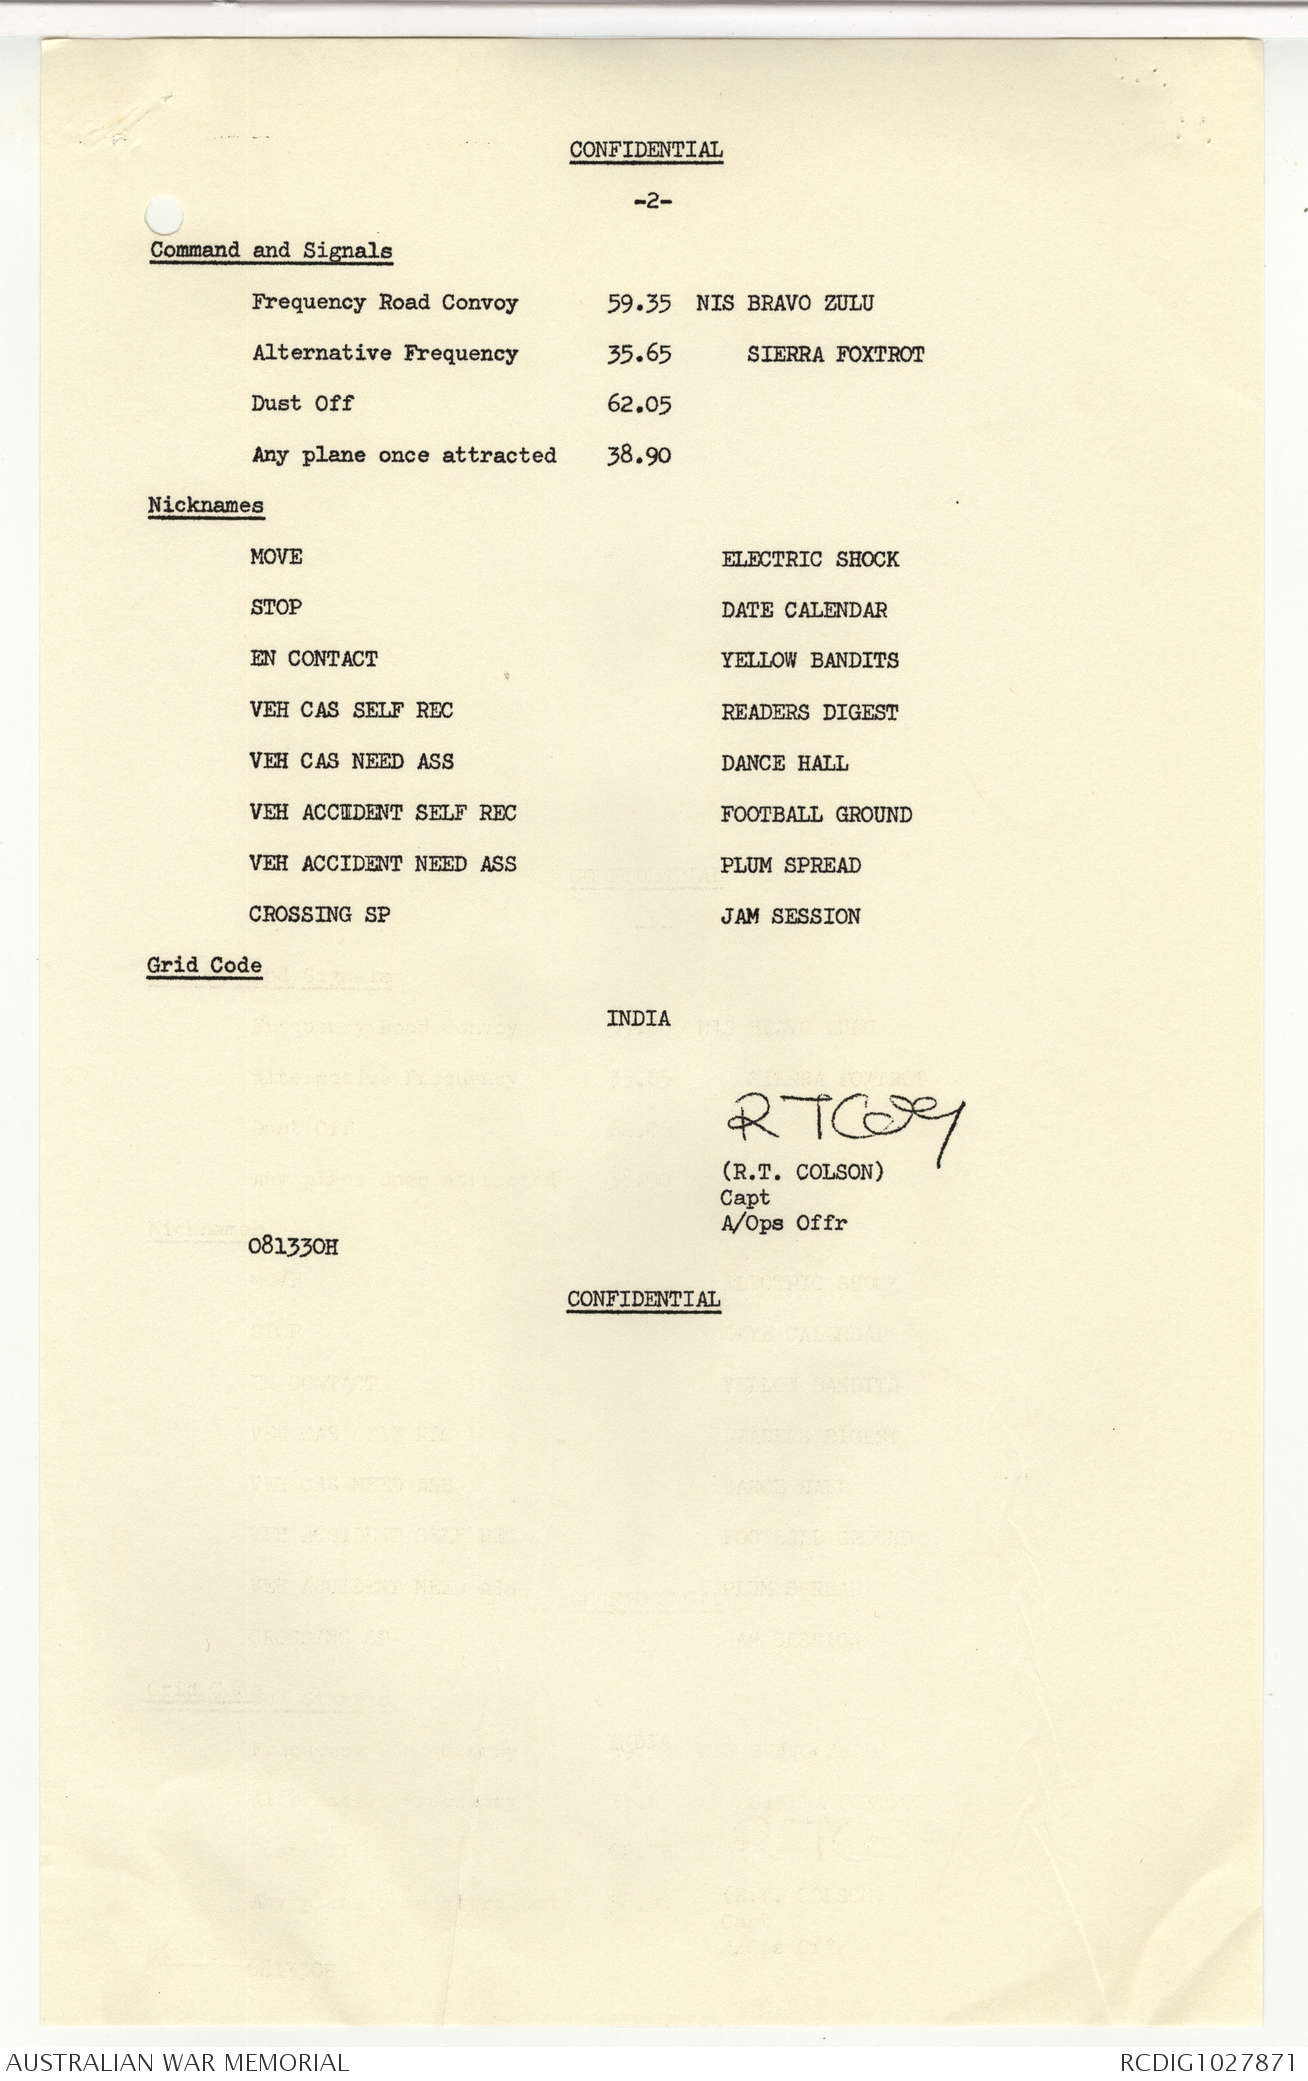 CONFIDENTIAL
-2-
Command and Signals
Frequency Road Convoy 59.35 NIS BRAVO ZULU
Alternative Frequency 35.65 SIERRA FOXTROT
Dust Off 62.05
Any plane once attracted 38.90
Nicknames
MOVE ELECTRIC SHOCK
STOP DATE CALENDAR
EN CONTACT YELLOW BANDITS
VEH CAS SELF REC READERS DIGEST
VEH CAS NEED ASS DANCE HALL
VEH ACCIDENT SELF REC FOOTBALL GROUND
VEH ACCIDENT NEED ASS PLUM SPREAD
CROSSING SP JAM SESSION
Grid Code
INDIA
(R.T. COLSON)
Capt
A/Ops Offr
081330H
CONFIDENTIAL
AUSTRALIAN WAR MEMORIAL RCDIG1027871